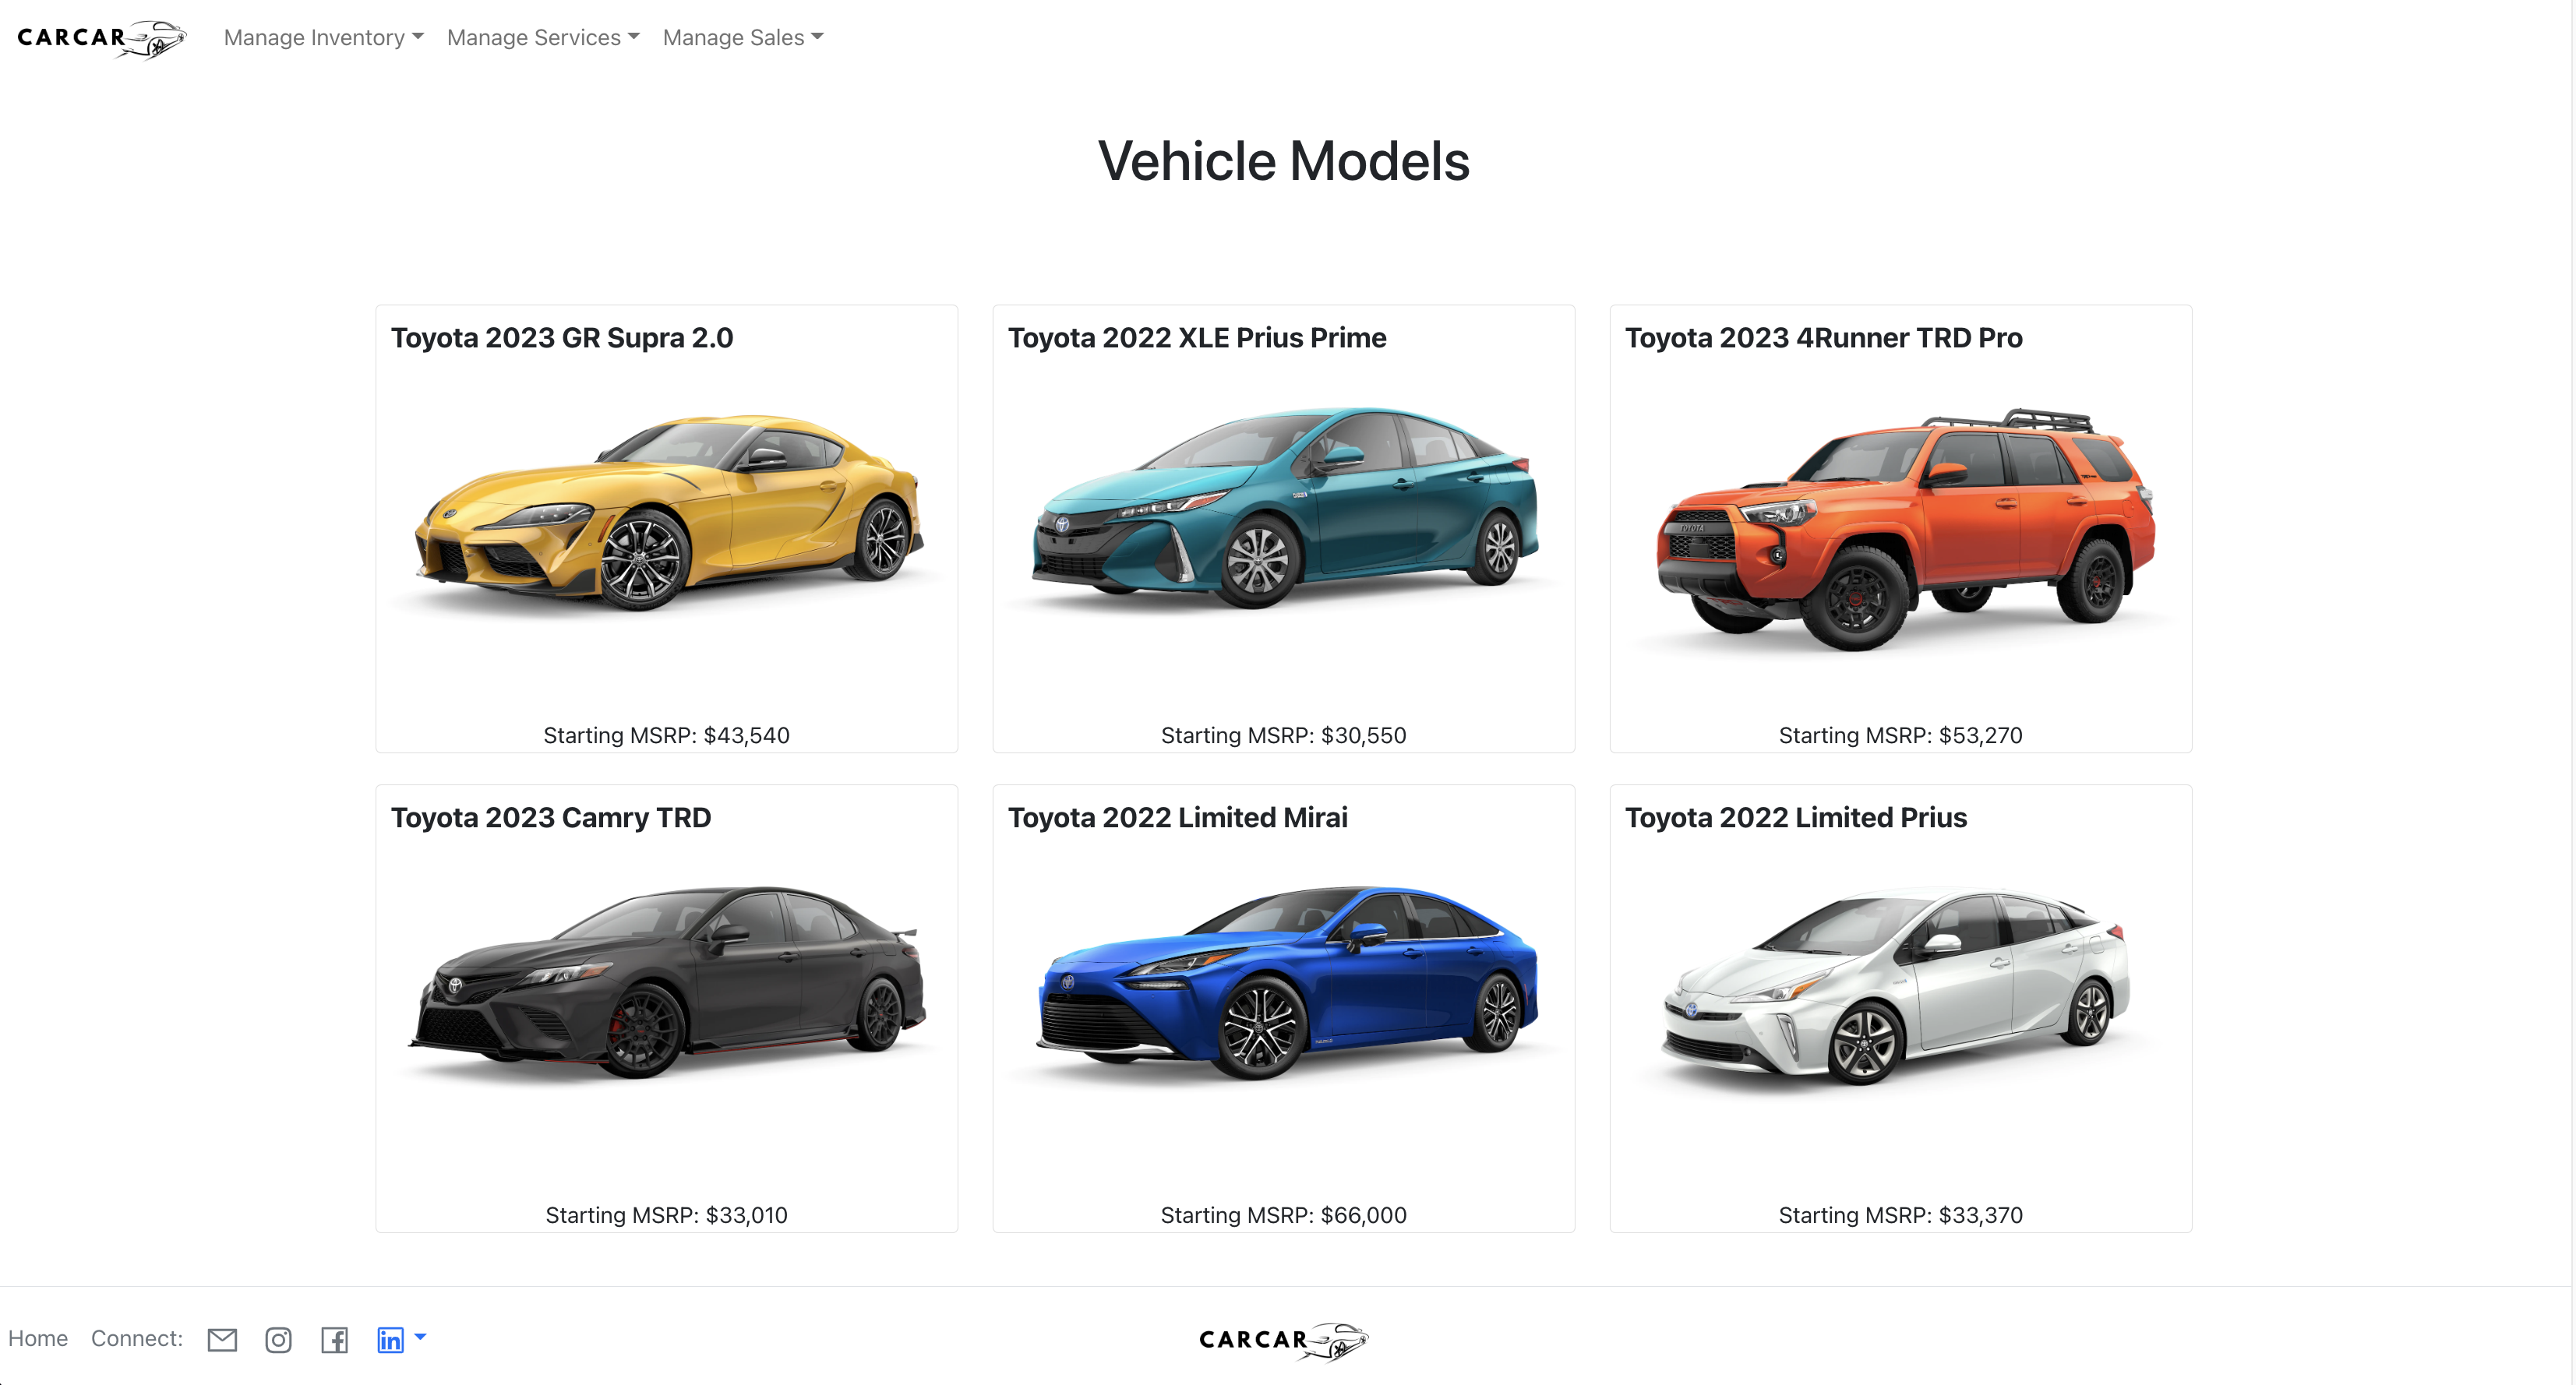 CARCAR Manage Inventory Manage Services Manage Sales
Vehicle Models
Toyota 2023 GR Supra 2.0
Starting MSRP: $43,540
Toyota 2022 XLE Prius Prime
Starting MSRP: $30,550
Toyota 2023 4Runner TRD Pro
TOYOTA
Starting MSRP: $53,270
Toyota 2023 Camry TRD
Starting MSRP: $33,010
Toyota 2022 Limited Mirai
Starting MSRP: $66,000
Toyota 2022 Limited Prius
Starting MSRP: $33,370
Home Connect: in CARCAR